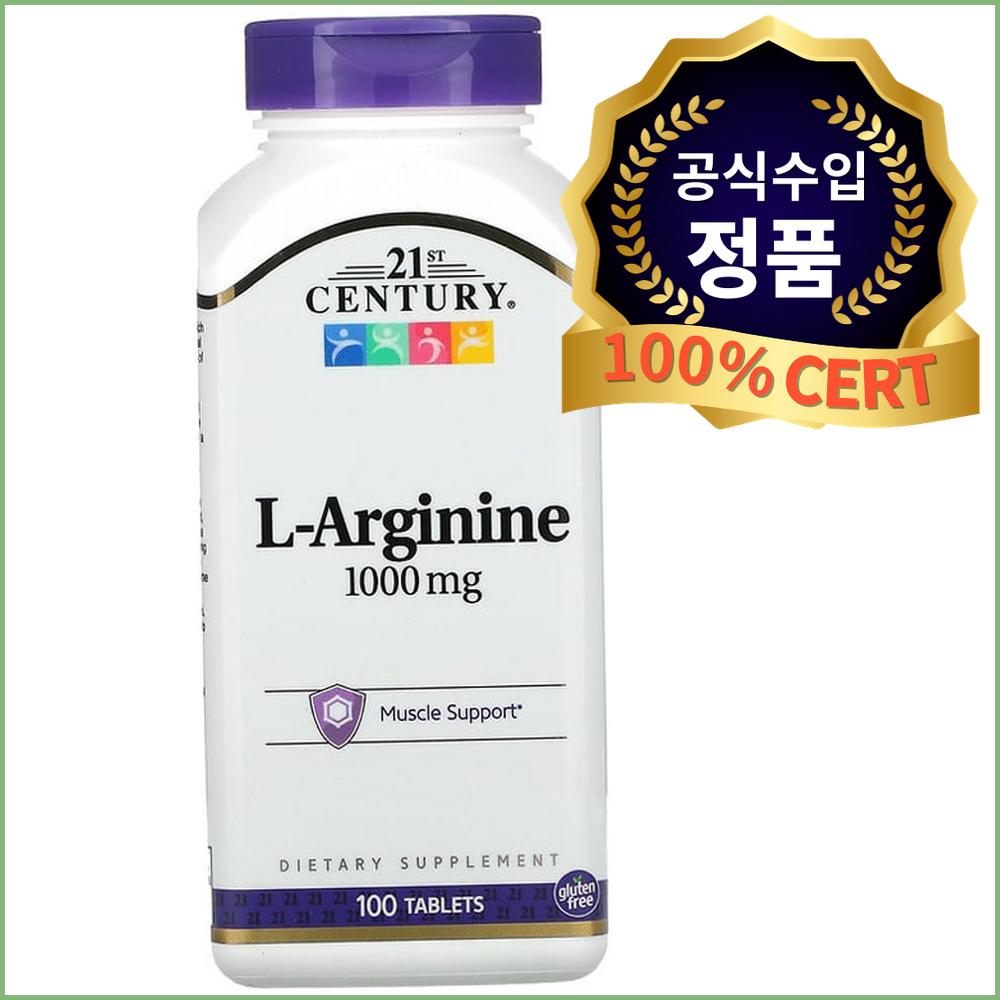 공식수입
정품
100% CERT
21ST
CENTURY®
L-Arginine
1000 mg
Muscle Support*
DIETARY SUPPLEMENT
100 TABLETS
gluten
free